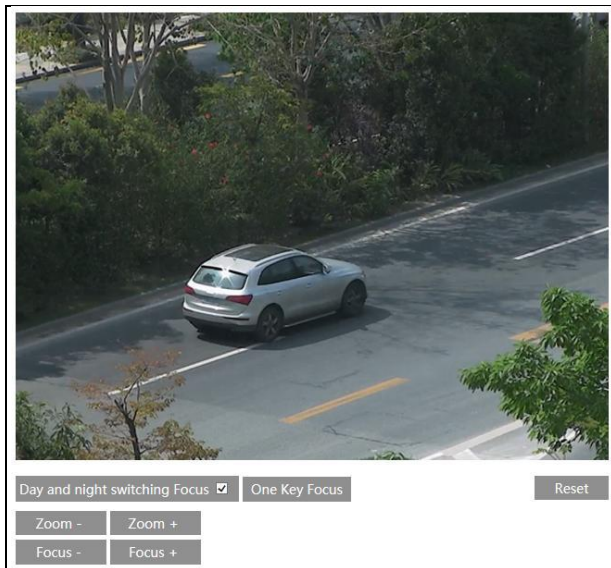 Day and night switching Focus One Key Focus Reset
Zoom - Zoom +
Focus - Focus +